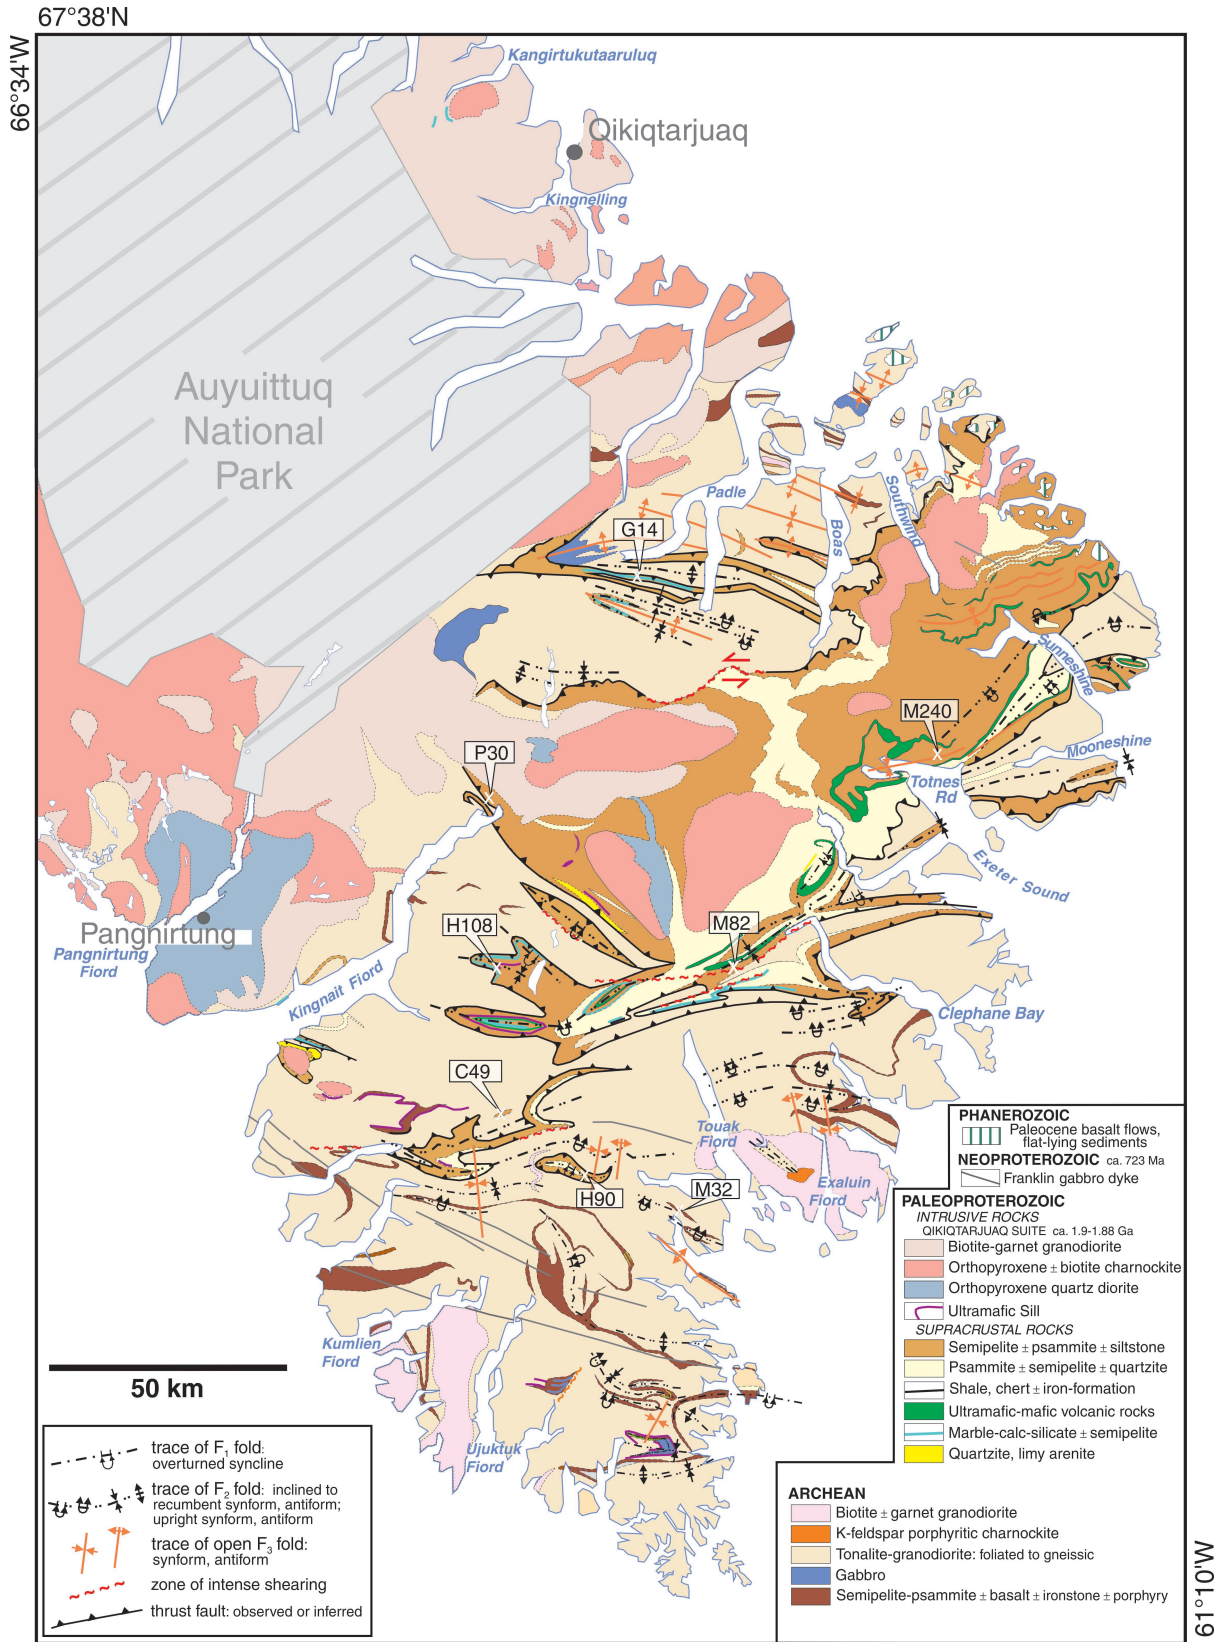 67°38'N
66°34'W
Kangirtukutaaruluq
Qikiqtarjuaq
Kingnelling
Auyuittuq
National
Park
Padle
Boas
Southwind
G14
Sunneshine
M240
Mooneshine
Totnes
Rd
P30
Exeter Sound
Pangnirtung
Pangnirtung
Fiord
H108
M82
Kingnait Fiord
Clephane Bay
C49
Touak
Fiord
Exaluin
Fiord
H90
M32
Kumlien
Fiord
Ujuktuk
Fiord
50 km
trace of F1 fold:
overturned syncline
trace of F2 fold: inclined to
recumbent synform, antiform;
upright synform, antiform
trace of open F3 fold:
synform, antiform
zone of intense shearing
thrust fault: observed or inferred
PHANEROZOIC
Paleocene basalt flows,
flat-lying sediments
NEOPROTEROZOIC ca. 723 Ma
Franklin gabbro dyke
PALEOPROTEROZOIC
INTRUSIVE ROCKS
QIKIQTARJUAQ SUITE ca. 1.9-1.88 Ga
Biotite-garnet granodiorite
Orthopyroxene ± biotite charnockite
Orthopyroxene quartz diorite
Ultramafic Sill
SUPRACRUSTAL ROCKS
Semipelite ± psammite ± siltstone
Psammite ± semipelite ± quartzite
Shale, chert ± iron-formation
Ultramafic-mafic volcanic rocks
Marble-calc-silicate ± semipelite
Quartzite, limy arenite
ARCHEAN
Biotite ± garnet granodiorite
K-feldspar porphyritic charnockite
Tonalite-granodiorite: foliated to gneissic
Gabbro
Semipelite-psammite ± basalt ± ironstone ± porphyry
61°10'W